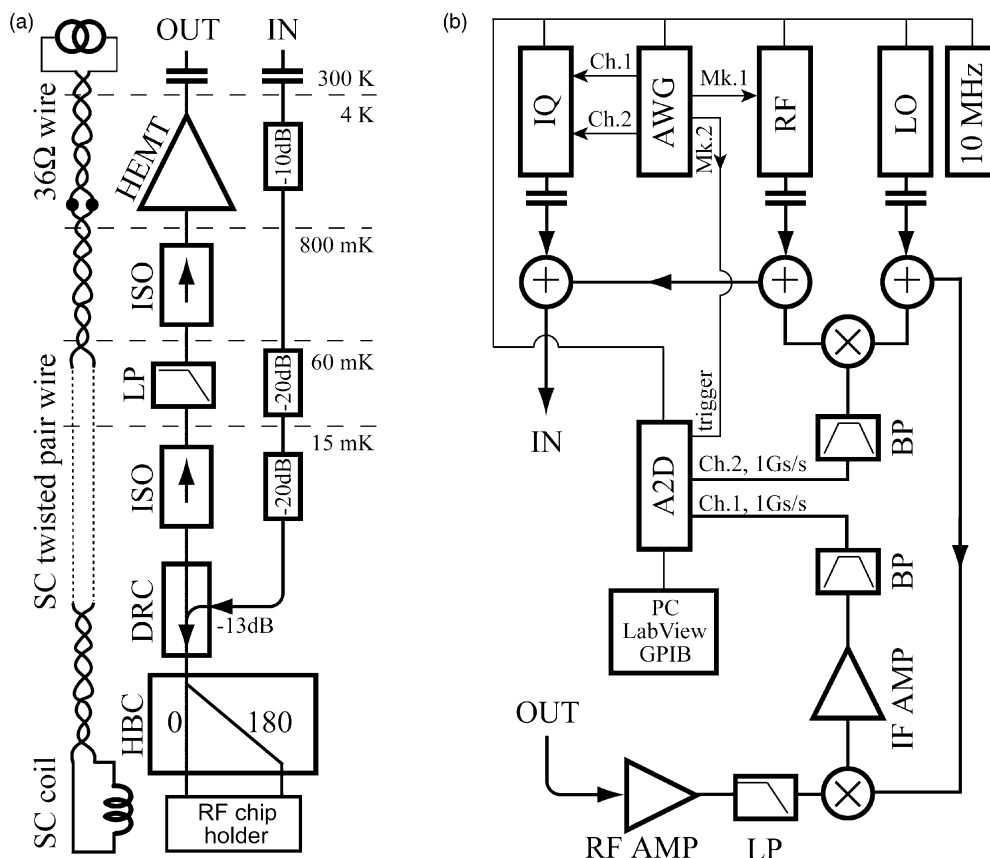 (a)
OUT
IN
300 K
4 K
36Ω wire
HEMT
-10dB
800 mK
ISO
60 mK
LP
-20dB
15 mK
SC twisted pair wire
ISO
-20dB
DRC
-13dB
HBC
0
180
SC coil
RF chip
holder
(b)
IQ
Ch.1
Ch.2
AWG
Mk.1
Mk.2
RF
LO
10 MHz
+
+
+
×
IN
trigger
BP
A2D
Ch.2, 1Gs/s
Ch.1, 1Gs/s
BP
PC
LabView
GPIB
IF AMP
OUT
×
RF AMP
LP